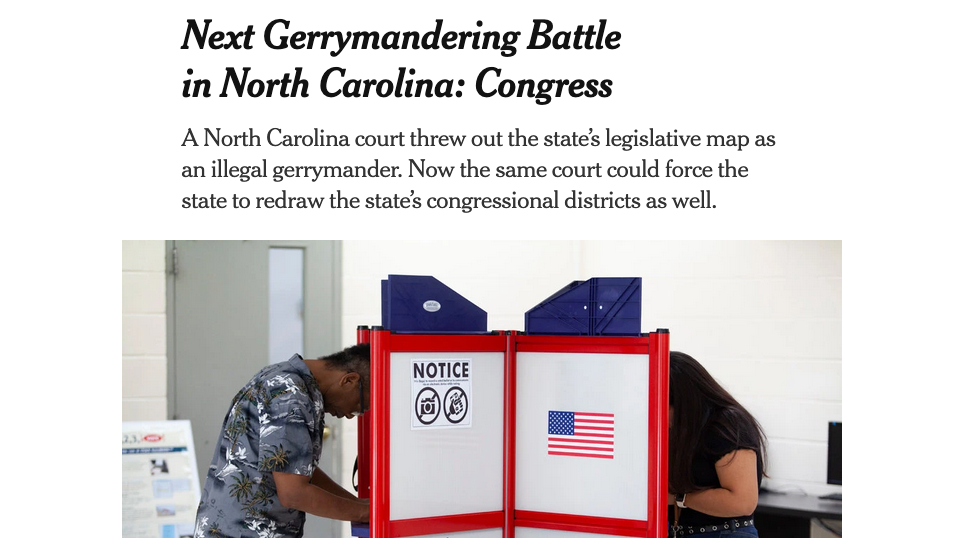 Next Gerrymandering Battle
in North Carolina: Congress
A North Carolina court threw out the state’s legislative map as
an illegal gerrymander. Now the same court could force the
state to redraw the state’s congressional districts as well.
NOTICE